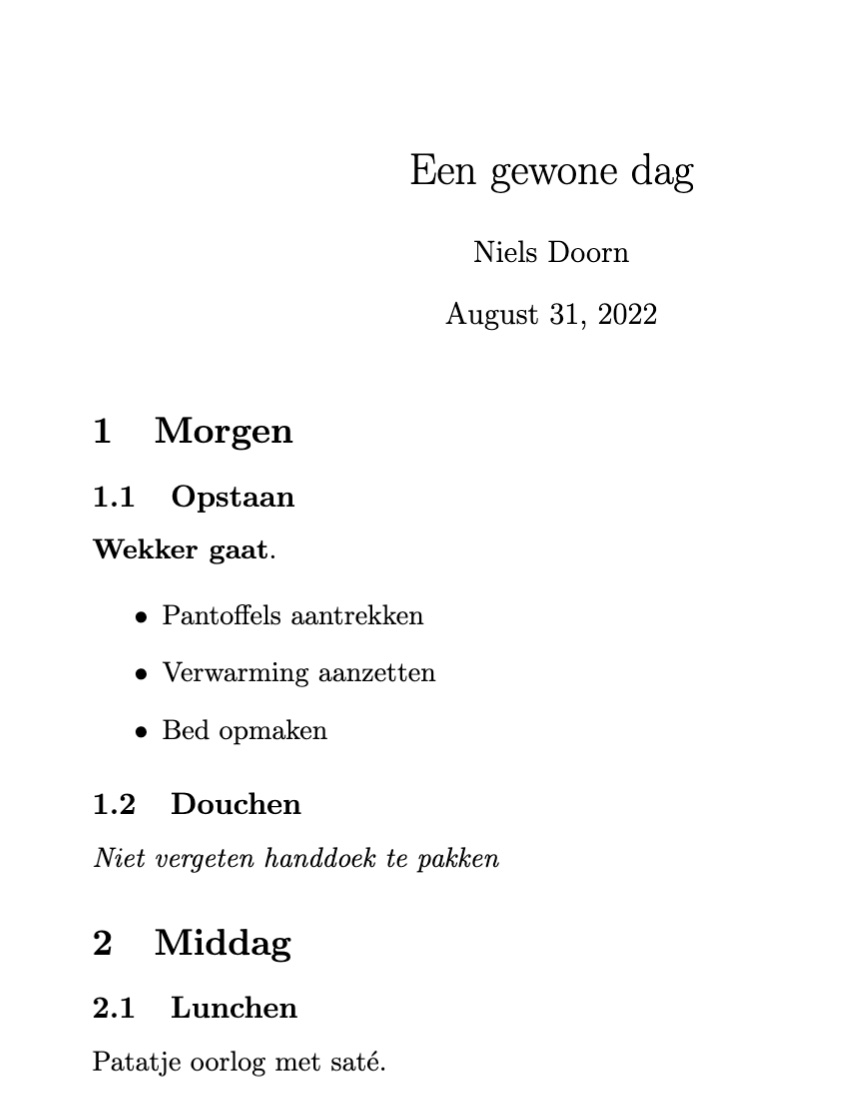 Een gewone dag
Niels Doorn
August 31, 2022
1 Morgen
1.1 Opstaan
Wekker gaat.
• Pantoffels aantrekken
• Verwarming aanzetten
• Bed opmaken
1.2 Douchen
Niet vergeten handdoek te pakken
2 Middag
2.1 Lunchen
Patatje oorlog met saté.